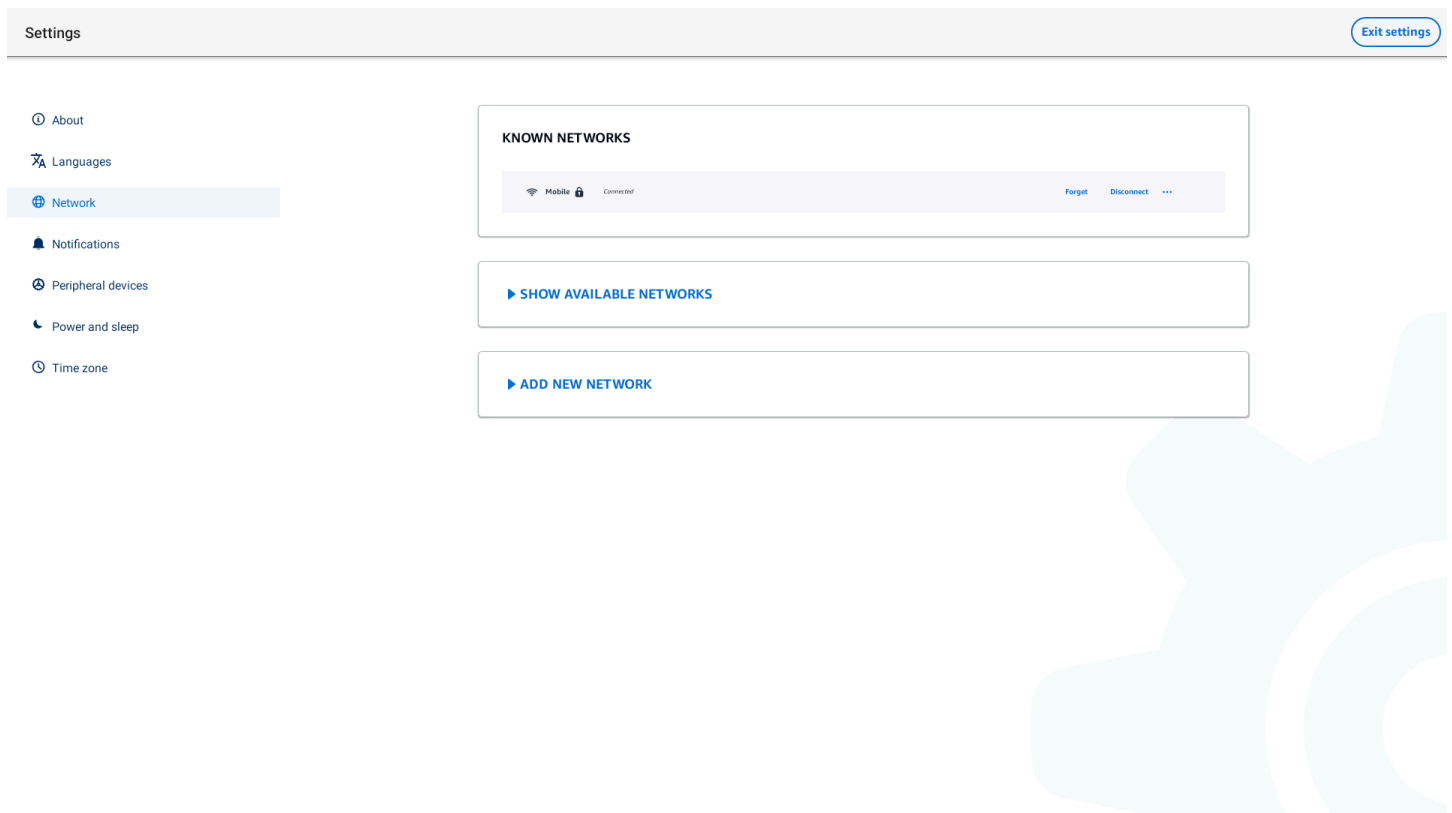 Settings
Exit settings
About
Languages
Network
Notifications
Peripheral devices
Power and sleep
Time zone
KNOWN NETWORKS
Mobile Connected Forget Disconnect ...
SHOW AVAILABLE NETWORKS
ADD NEW NETWORK